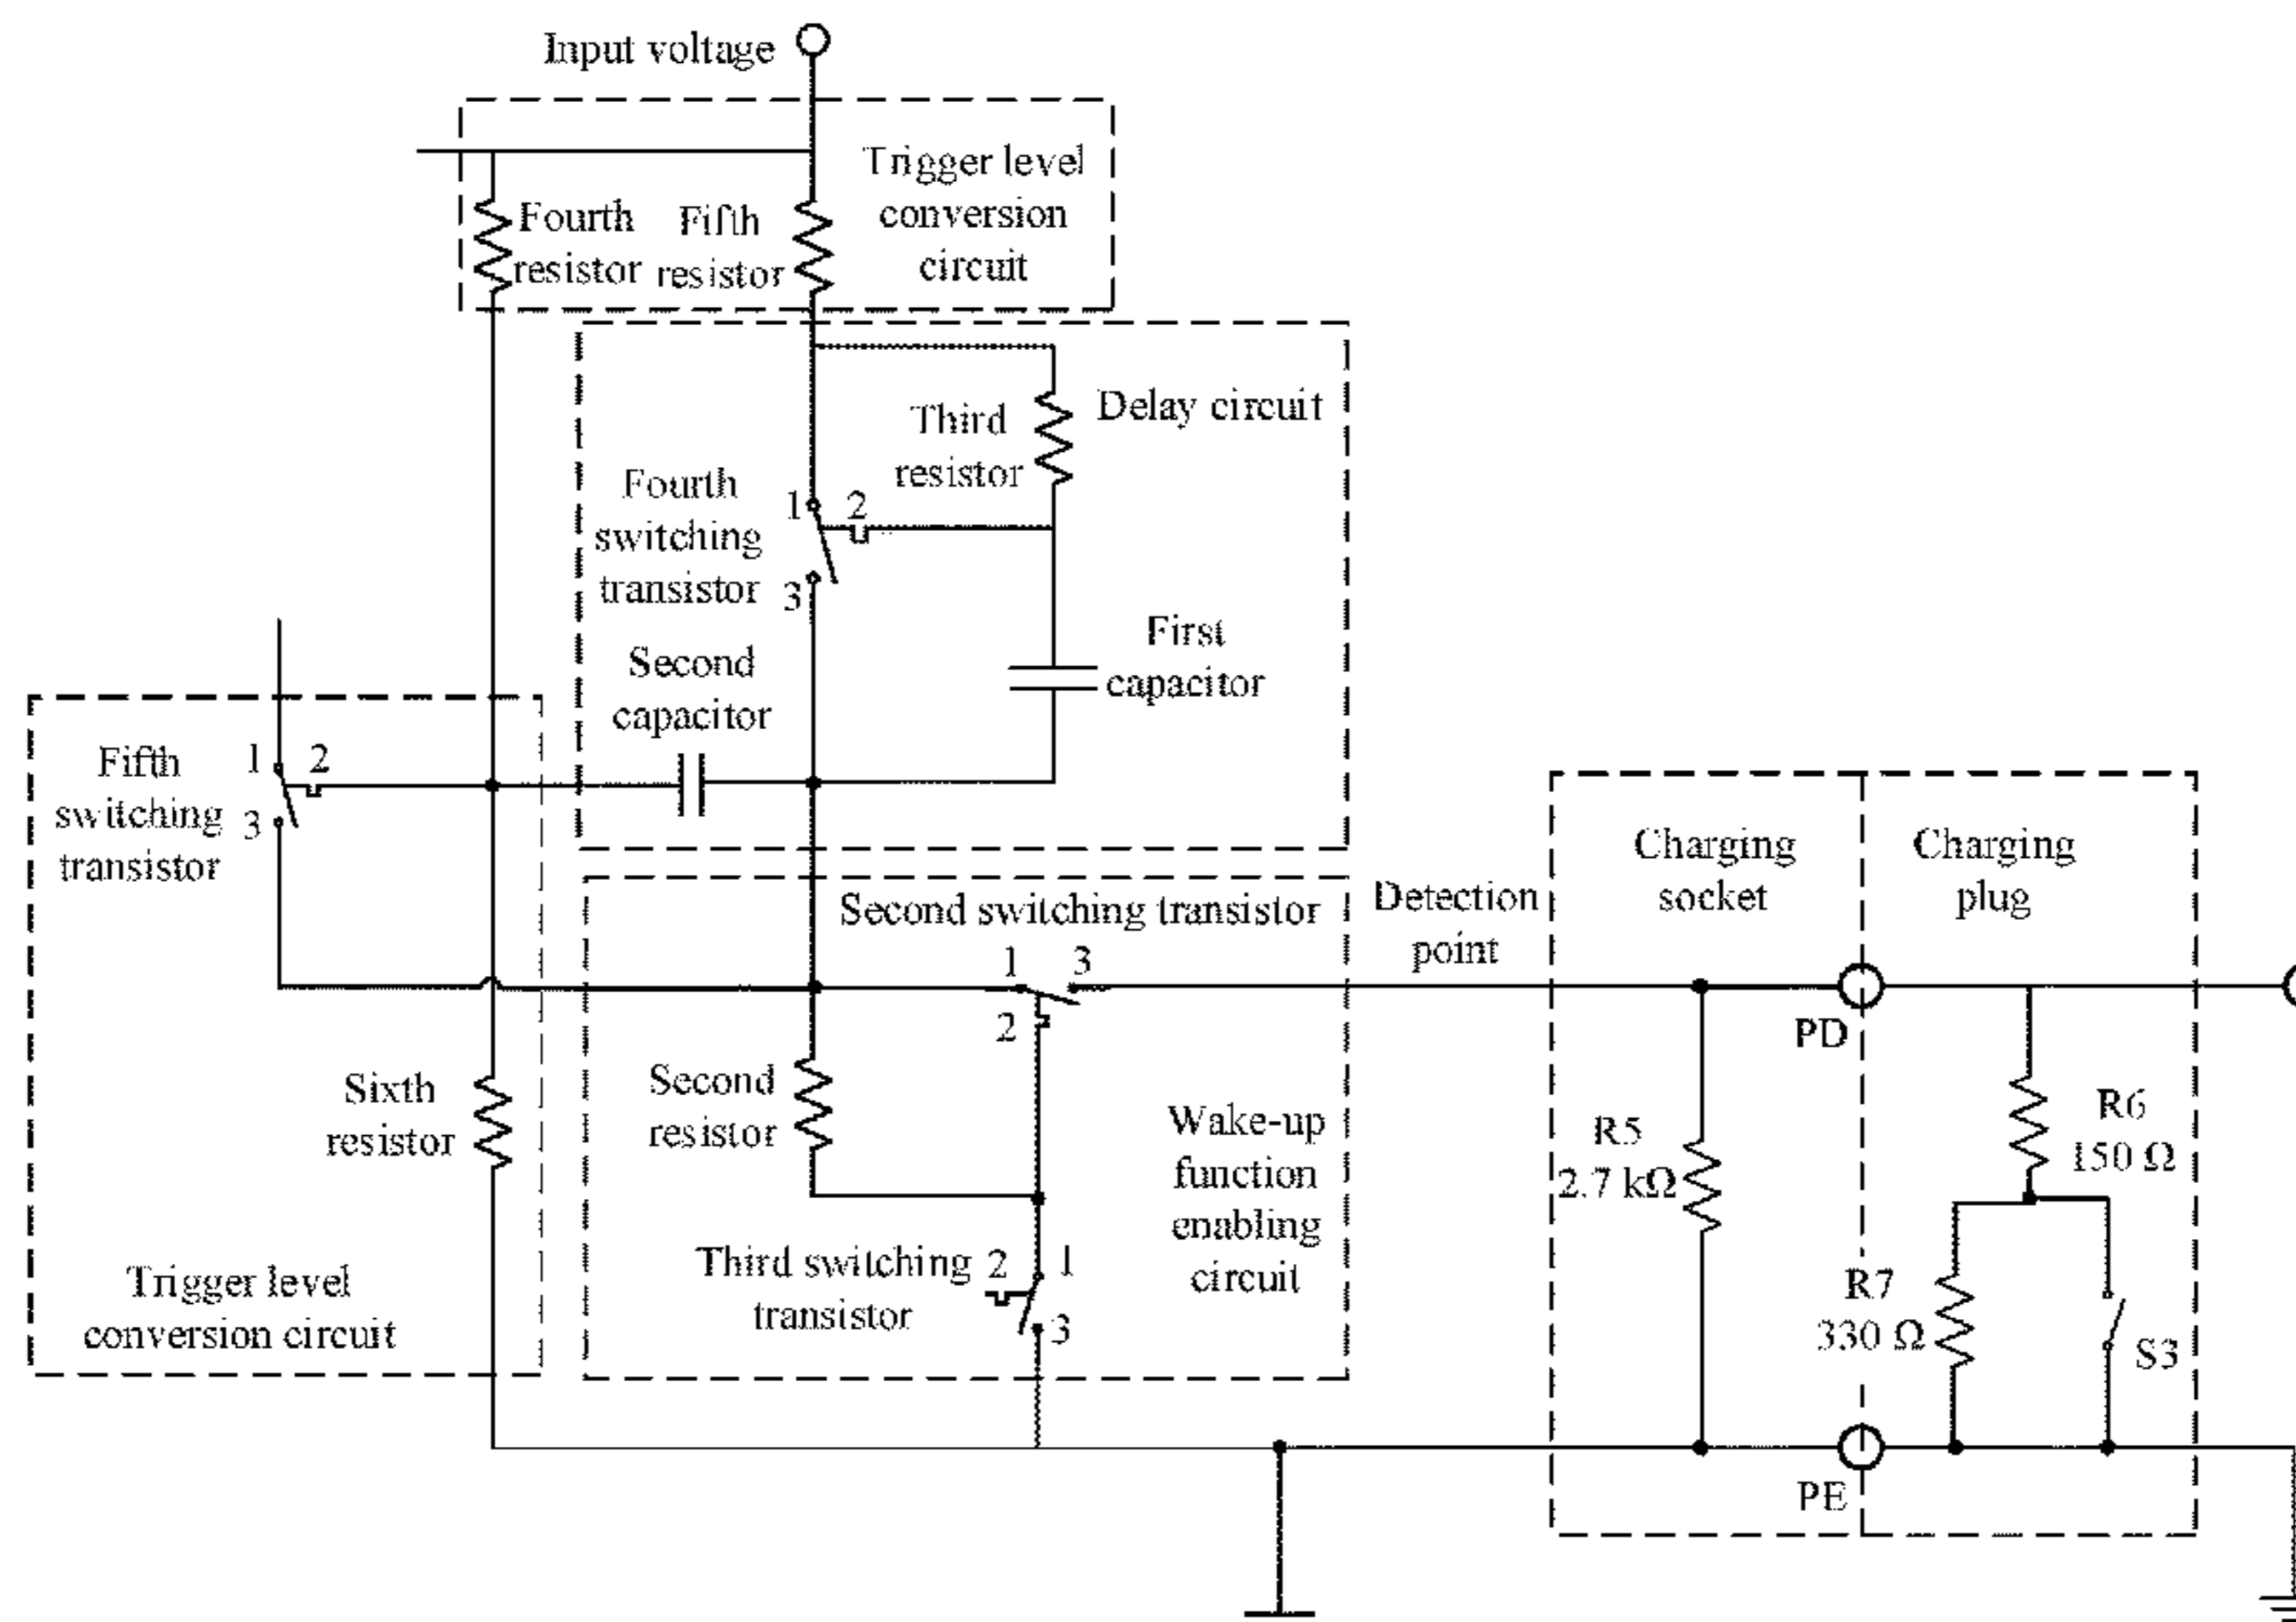 Input voltage
Trigger level
conversion
circuit
Fourth
resistor
Fifth
resistor
Delay circuit
Third
resistor
Fourth
switching
transistor
1
2
3
First
capacitor
Second
capacitor
Fifth
switching
transistor
1
2
3
Charging
socket
Charging
plug
Second switching transistor
1
3
2
Detection
point
PD
Sixth
resistor
Second
resistor
Wake-up
function
enabling
circuit
R5
2.7 kΩ
R6
150 Ω
Third switching
transistor
2
1
3
Trigger level
conversion circuit
R7
330 Ω
S3
PE